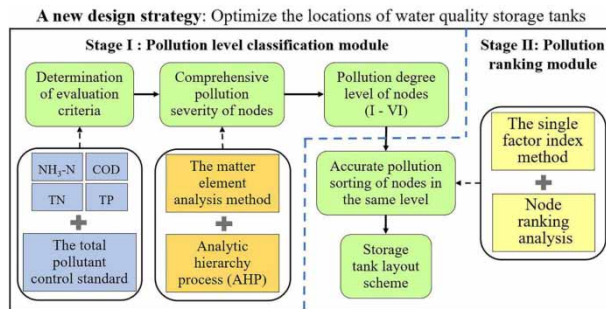 A new design strategy: Optimize the locations of water quality storage tanks
Stage I : Pollution level classification module
Stage II: Pollution
ranking module
Determination
of evaluation
criteria
Comprehensive
pollution
severity of nodes
Pollution degree
level of nodes
(I - VI)
NH₃-N
COD
TN
TP
The total
pollutant
control standard
The matter
element
analysis method
Analytic
hierarchy
process (AHP)
Accurate pollution
sorting of nodes in
the same level
Storage
tank layout
scheme
The single
factor index
method
Node
ranking
analysis